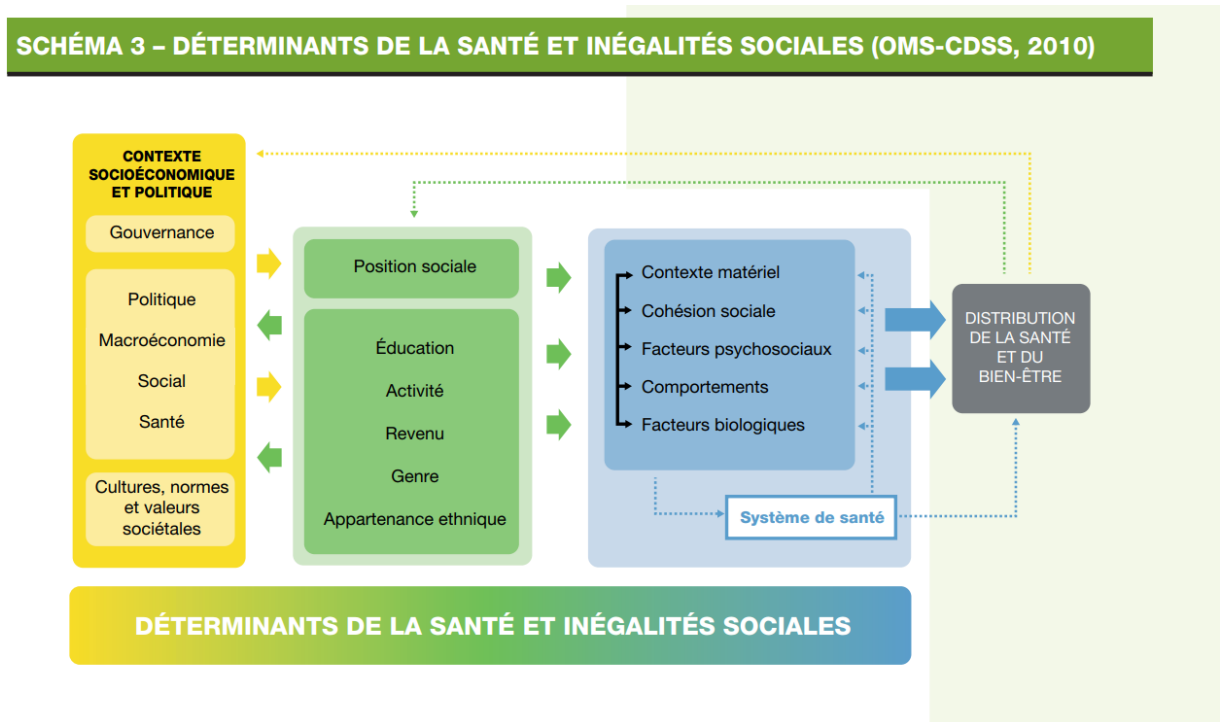 SCHÉMA 3 – DÉTERMINANTS DE LA SANTÉ ET INÉGALITÉS SOCIALES (OMS-CDSS, 2010)
CONTEXTE
SOCIOÉCONOMIQUE
ET POLITIQUE
Gouvernance
Politique
Macroéconomie
Social
Santé
Cultures, normes
et valeurs
sociétales
Position sociale
Éducation
Activité
Revenu
Genre
Appartenance ethnique
Contexte matériel
Cohésion sociale
Facteurs psychosociaux
Comportements
Facteurs biologiques
Système de santé
DISTRIBUTION
DE LA SANTÉ
ET DU
BIEN-ÊTRE
DÉTERMINANTS DE LA SANTÉ ET INÉGALITÉS SOCIALES